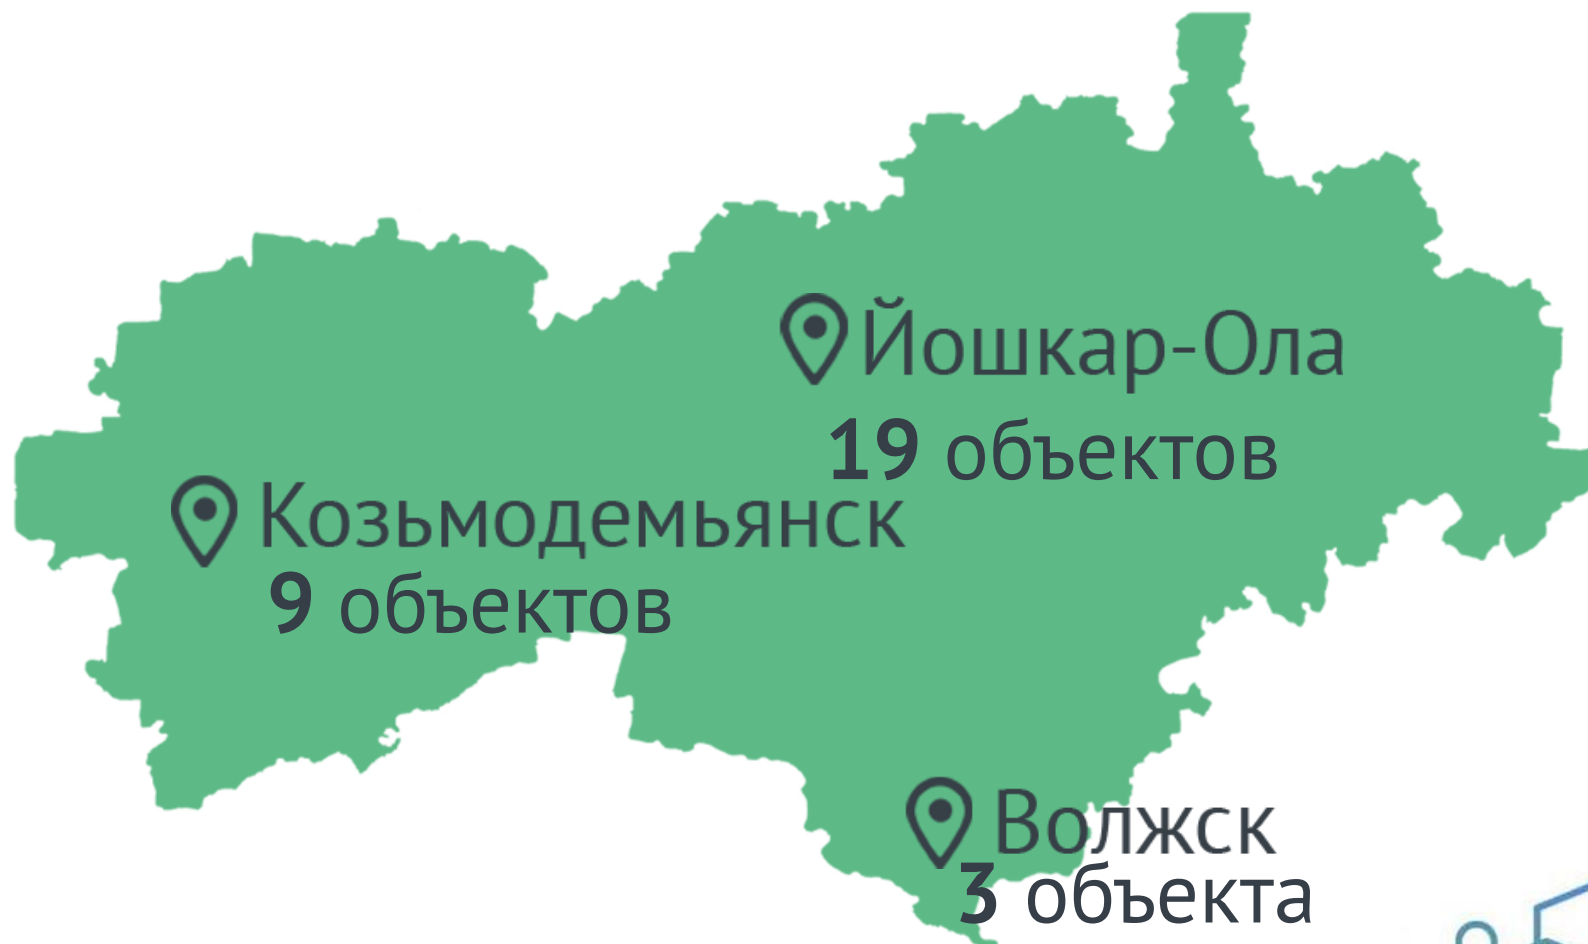 Йошкар-Ола
19 объектов
Козьмодемьянск
9 объектов
Волжск
3 объекта